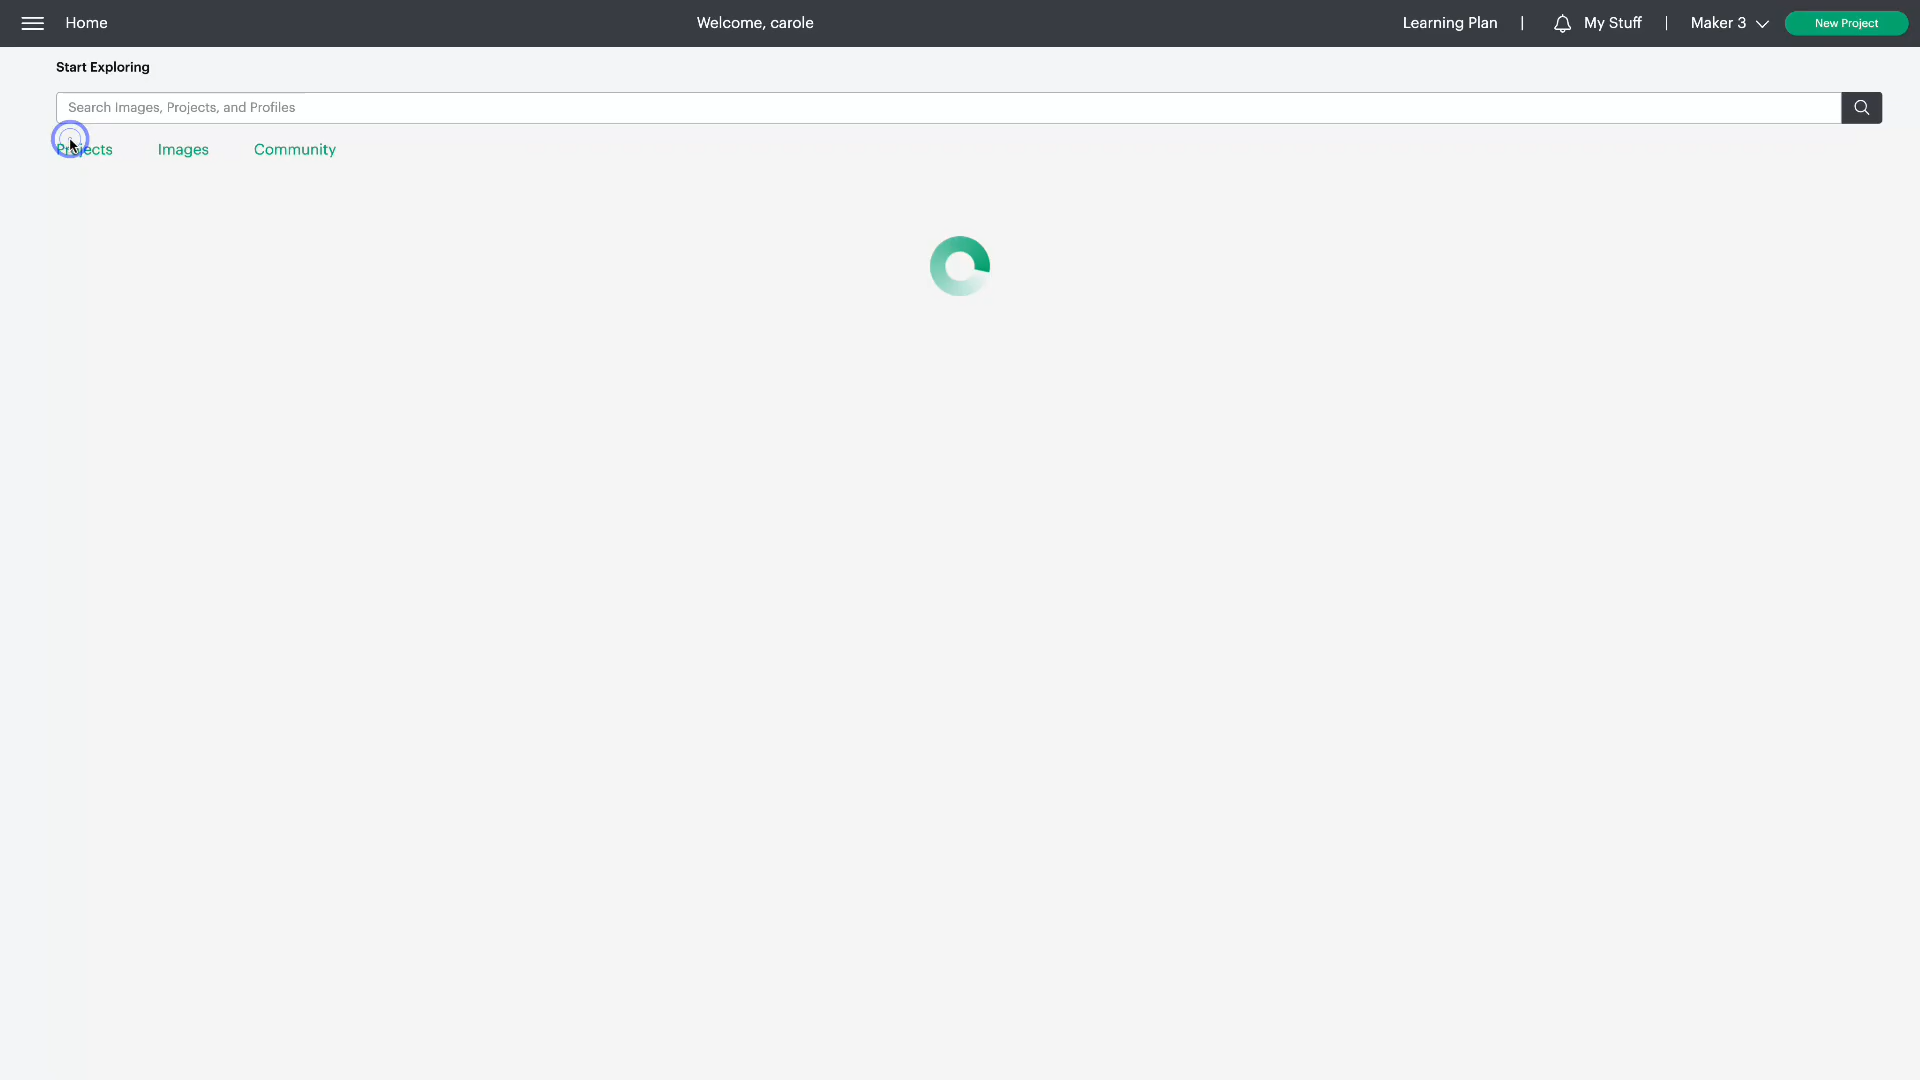 Home
Welcome, carole
Learning Plan
My Stuff
Maker 3
New Project
Start Exploring
Search Images, Projects, and Profiles
Projects
Images
Community